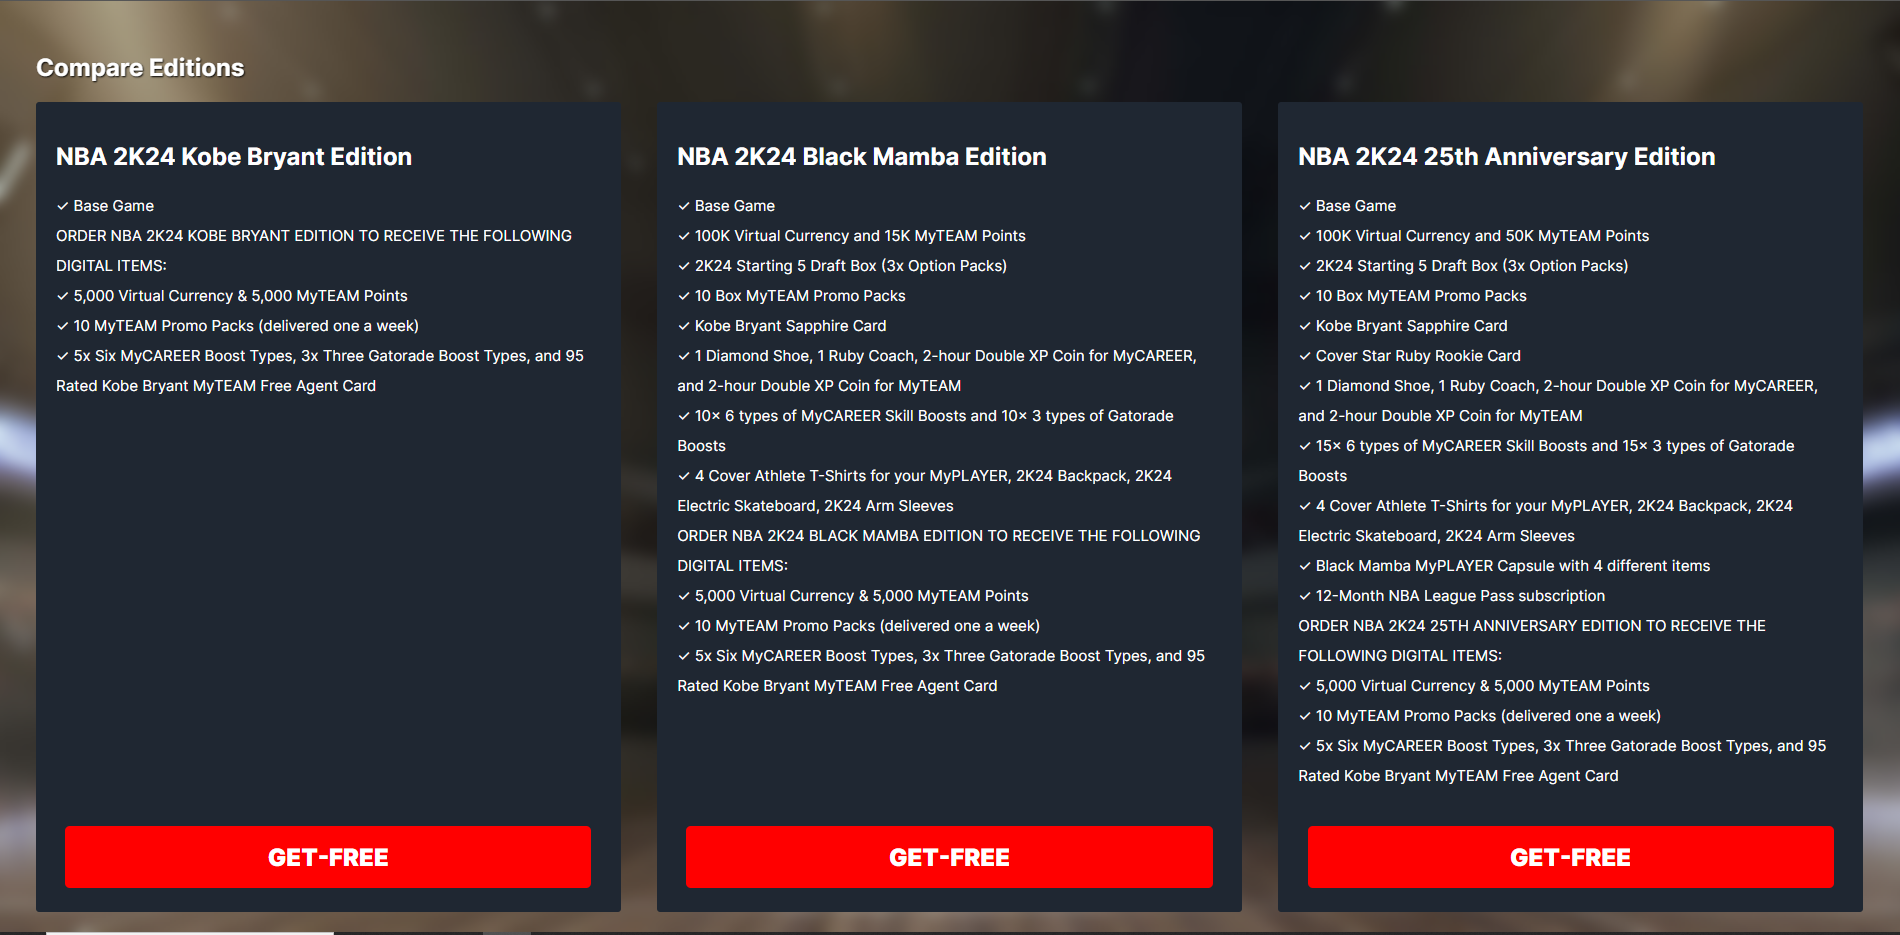 Compare Editions
NBA 2K24 Kobe Bryant Edition
✓ Base Game
ORDER NBA 2K24 KOBE BRYANT EDITION TO RECEIVE THE FOLLOWING
DIGITAL ITEMS:
✓ 5,000 Virtual Currency & 5,000 MyTEAM Points
✓ 10 MyTEAM Promo Packs (delivered one a week)
✓ 5x Six MyCAREER Boost Types, 3x Three Gatorade Boost Types, and 95
Rated Kobe Bryant MyTEAM Free Agent Card
GET-FREE
NBA 2K24 Black Mamba Edition
✓ Base Game
✓ 100K Virtual Currency and 15K MyTEAM Points
✓ 2K24 Starting 5 Draft Box (3x Option Packs)
✓ 10 Box MyTEAM Promo Packs
✓ Kobe Bryant Sapphire Card
✓ 1 Diamond Shoe, 1 Ruby Coach, 2-hour Double XP Coin for MyCAREER,
and 2-hour Double XP Coin for MyTEAM
✓ 10× 6 types of MyCAREER Skill Boosts and 10× 3 types of Gatorade
Boosts
✓ 4 Cover Athlete T-Shirts for your MyPLAYER, 2K24 Backpack, 2K24
Electric Skateboard, 2K24 Arm Sleeves
ORDER NBA 2K24 BLACK MAMBA EDITION TO RECEIVE THE FOLLOWING
DIGITAL ITEMS:
✓ 5,000 Virtual Currency & 5,000 MyTEAM Points
✓ 10 MyTEAM Promo Packs (delivered one a week)
✓ 5x Six MyCAREER Boost Types, 3x Three Gatorade Boost Types, and 95
Rated Kobe Bryant MyTEAM Free Agent Card
GET-FREE
NBA 2K24 25th Anniversary Edition
✓ Base Game
✓ 100K Virtual Currency and 50K MyTEAM Points
✓ 2K24 Starting 5 Draft Box (3x Option Packs)
✓ 10 Box MyTEAM Promo Packs
✓ Kobe Bryant Sapphire Card
✓ Cover Star Ruby Rookie Card
✓ 1 Diamond Shoe, 1 Ruby Coach, 2-hour Double XP Coin for MyCAREER,
and 2-hour Double XP Coin for MyTEAM
✓ 15× 6 types of MyCAREER Skill Boosts and 15× 3 types of Gatorade
Boosts
✓ 4 Cover Athlete T-Shirts for your MyPLAYER, 2K24 Backpack, 2K24
Electric Skateboard, 2K24 Arm Sleeves
✓ Black Mamba MyPLAYER Capsule with 4 different items
✓ 12-Month NBA League Pass subscription
ORDER NBA 2K24 25TH ANNIVERSARY EDITION TO RECEIVE THE
FOLLOWING DIGITAL ITEMS:
✓ 5,000 Virtual Currency & 5,000 MyTEAM Points
✓ 10 MyTEAM Promo Packs (delivered one a week)
✓ 5x Six MyCAREER Boost Types, 3x Three Gatorade Boost Types, and 95
Rated Kobe Bryant MyTEAM Free Agent Card
GET-FREE